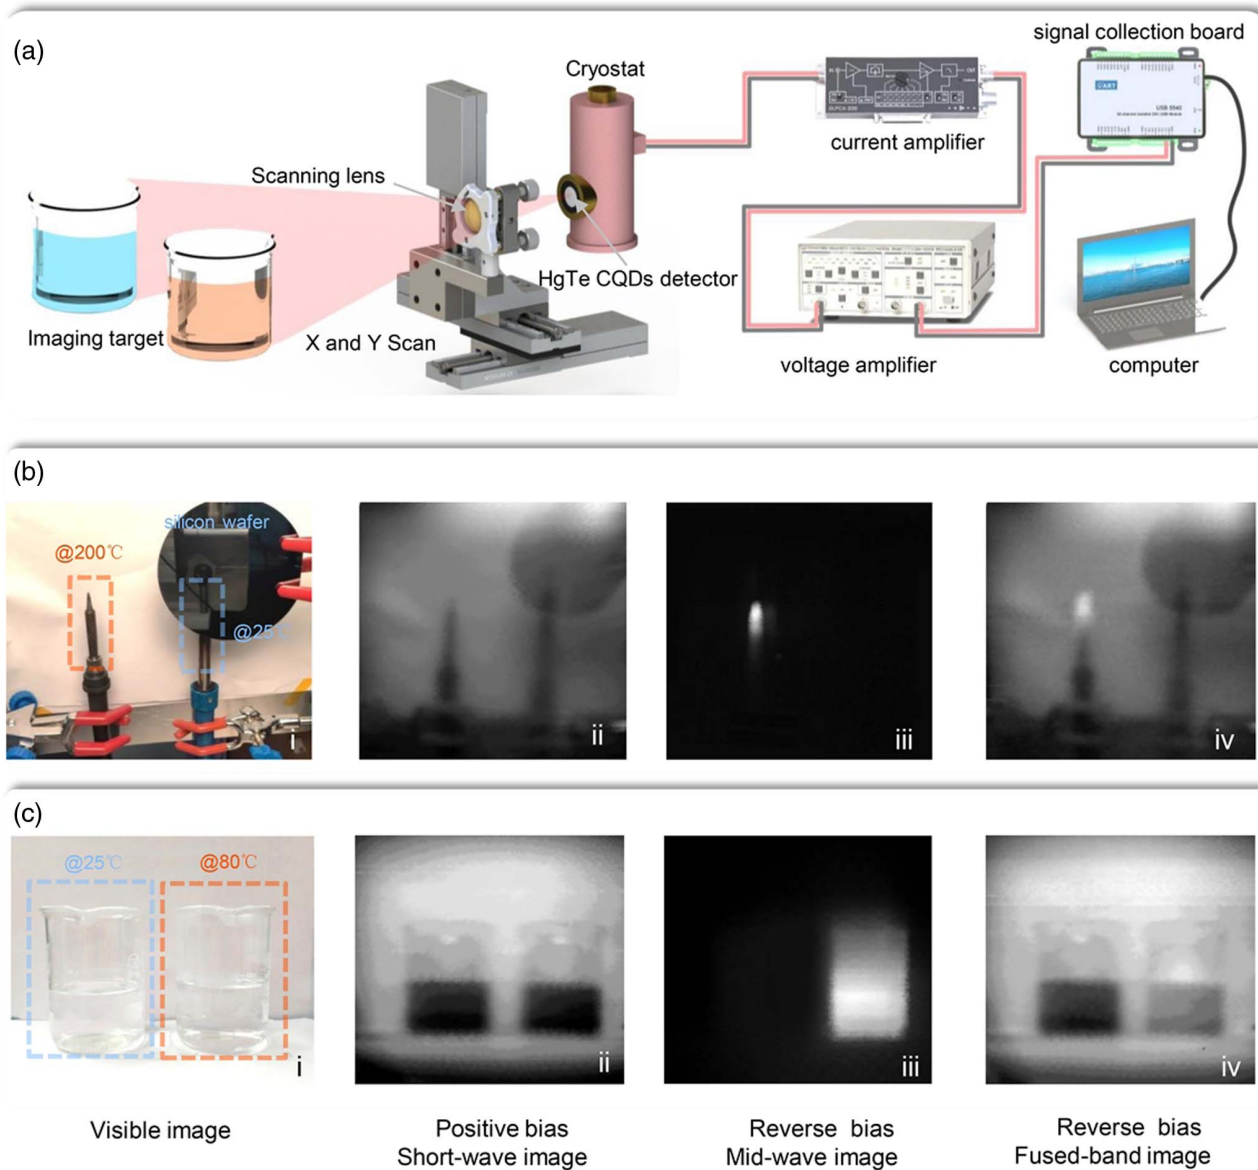 (a)
signal collection board
Cryostat
USB 5540
current amplifier
Scanning lens
HgTe CQDs detector
Imaging target
X and Y Scan
voltage amplifier
computer
(b)
silicon wafer
@200℃
@25℃
i
ii
iii
iv
(c)
@25℃
@80℃
i
ii
iii
iv
Visible image
Positive bias
Short-wave image
Reverse bias
Mid-wave image
Reverse bias
Fused-band image